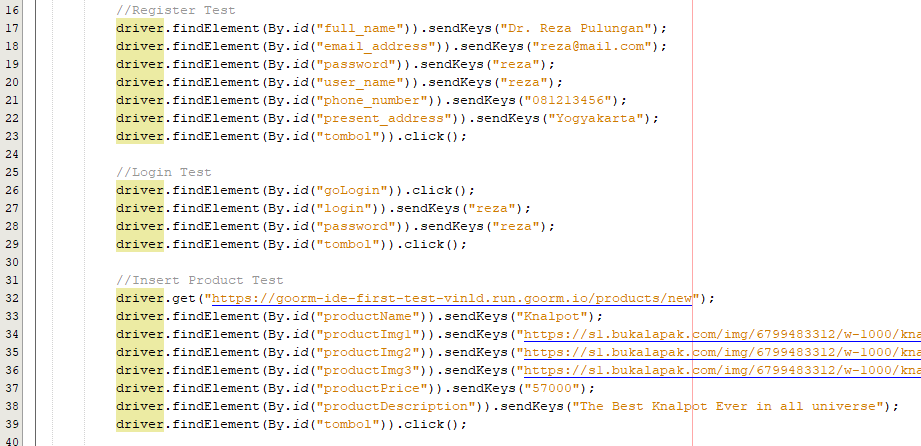 16 //Register Test
17 driver.findElement(By.id("full_name")).sendKeys("Dr. Reza Pulungan");
18 driver.findElement(By.id("email_address")).sendKeys("reza@mail.com");
19 driver.findElement(By.id("password")).sendKeys("reza");
20 driver.findElement(By.id("user_name")).sendKeys("reza");
21 driver.findElement(By.id("phone_number")).sendKeys("081213456");
22 driver.findElement(By.id("present_address")).sendKeys("Yogyakarta");
23 driver.findElement(By.id("tombol")).click();
24
25 //Login Test
26 driver.findElement(By.id("goLogin")).click();
27 driver.findElement(By.id("login")).sendKeys("reza");
28 driver.findElement(By.id("password")).sendKeys("reza");
29 driver.findElement(By.id("tombol")).click();
30
31 //Insert Product Test
32 driver.get("https://goorm-ide-first-test-vinld.run.goorm.io/products/new");
33 driver.findElement(By.id("productName")).sendKeys("Knalpot");
34 driver.findElement(By.id("productImg1")).sendKeys("https://s1.bukalapak.com/img/6799483312/w-1000/kna
35 driver.findElement(By.id("productImg2")).sendKeys("https://s1.bukalapak.com/img/6799483312/w-1000/kna
36 driver.findElement(By.id("productImg3")).sendKeys("https://s1.bukalapak.com/img/6799483312/w-1000/kna
37 driver.findElement(By.id("productPrice")).sendKeys("57000");
38 driver.findElement(By.id("productDescription")).sendKeys("The Best Knalpot Ever in all universe");
39 driver.findElement(By.id("tombol")).click();
40